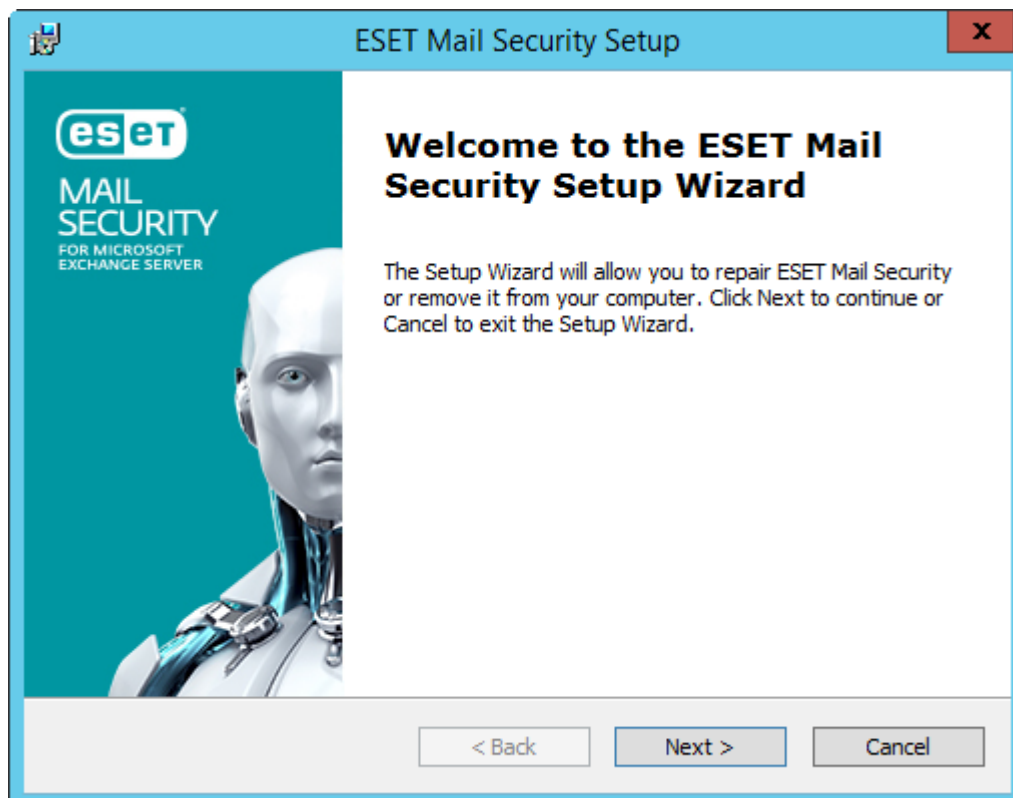 ESET Mail Security Setup
x
eset
MAIL
SECURITY
FOR MICROSOFT
EXCHANGE SERVER
Welcome to the ESET Mail
Security Setup Wizard
The Setup Wizard will allow you to repair ESET Mail Security
or remove it from your computer. Click Next to continue or
Cancel to exit the Setup Wizard.
< Back
Next >
Cancel